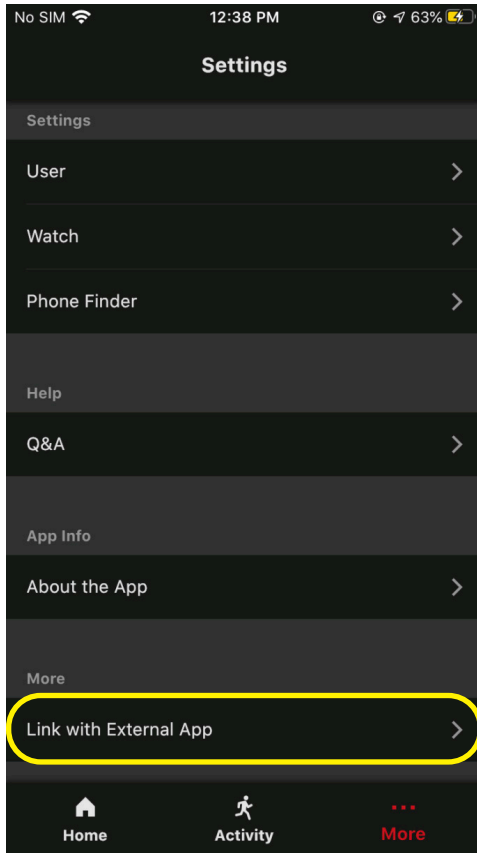 No SIM 12:38 PM 63%
Settings
Settings
User
Watch
Phone Finder
Help
Q&A
App Info
About the App
More
Link with External App
Home Activity More